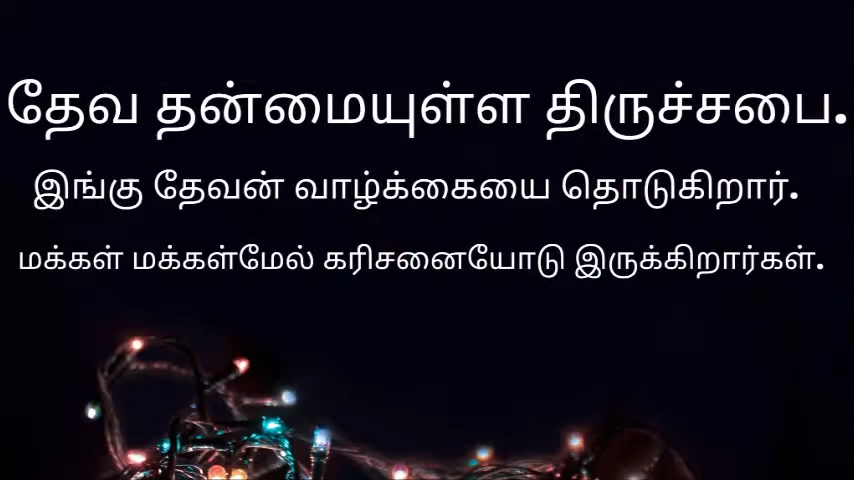 தேவ தன்மையுள்ள திருச்சபை.
இங்கு தேவன் வாழ்க்கையை தொடுகிறார்.
மக்கள் மக்கள்மேல் கரிசனையோடு இருக்கிறார்கள்.